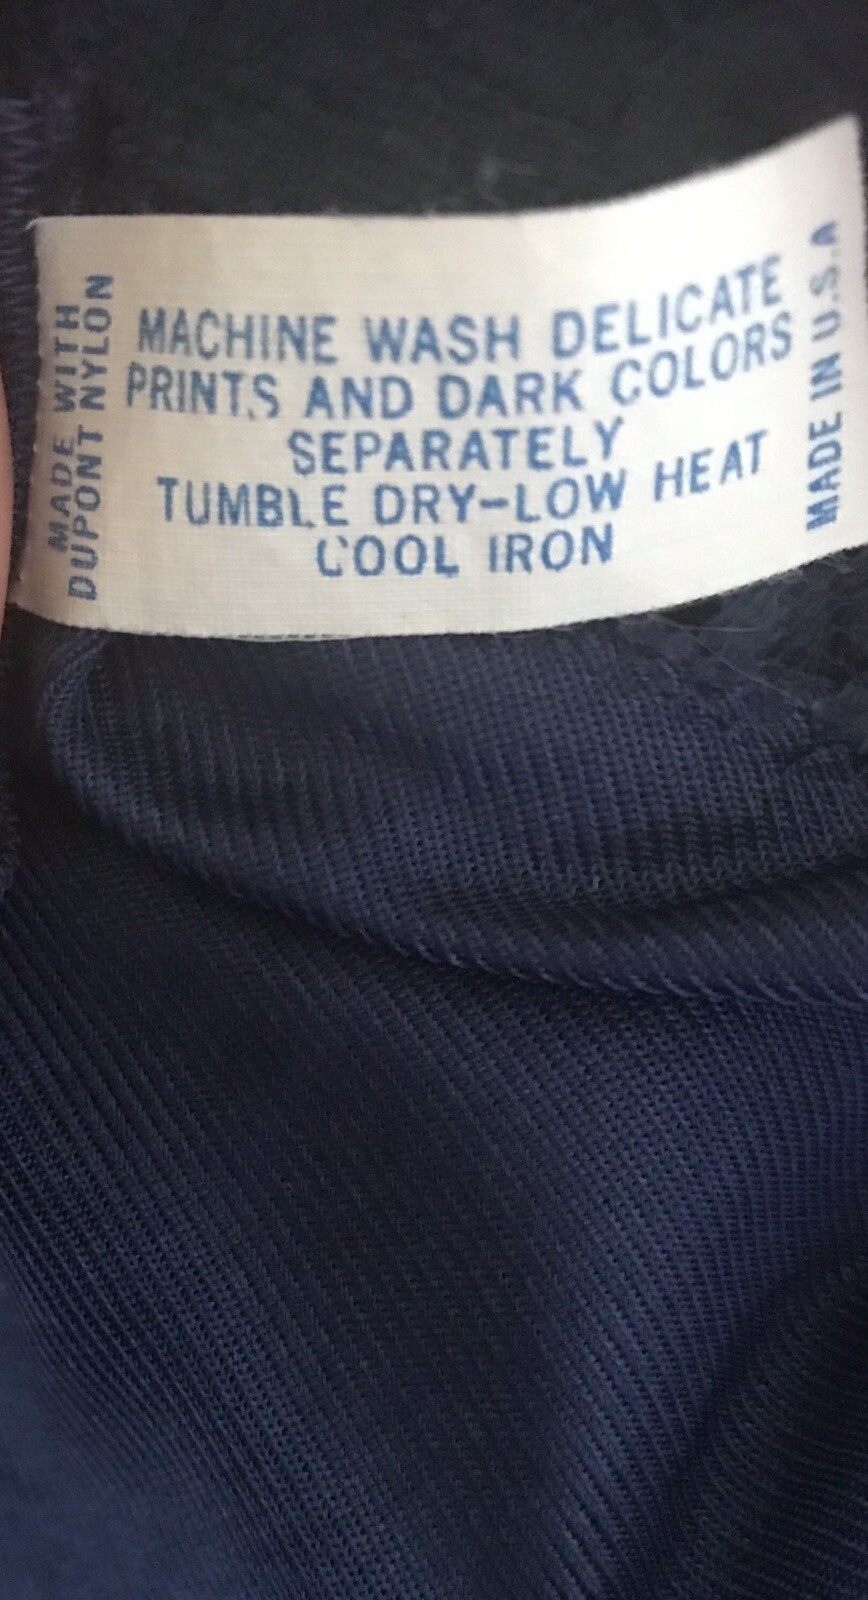 MADE WITH
DUPONT NYLON
MACHINE WASH DELICATE
PRINTS AND DARK COLORS
SEPARATELY
TUMBLE DRY-LOW HEAT
COOL IRON
MADE IN U.S.A